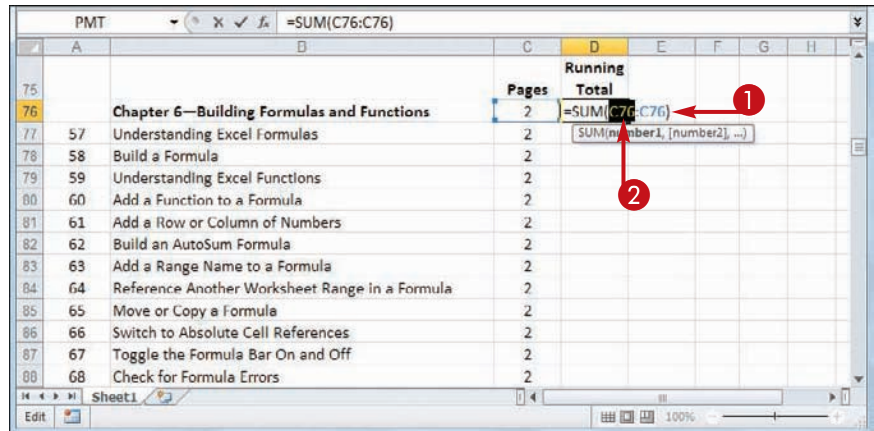 PMT fx =SUM(C76:C76)
A B C D E F G H
75 Pages Running Total
76 Chapter 6—Building Formulas and Functions 2 =SUM(C76:C76) 1
SUM(number1, [number2], ...)
77 57 Understanding Excel Formulas 2
78 58 Build a Formula 2
79 59 Understanding Excel Functions 2
2
80 60 Add a Function to a Formula 2
81 61 Add a Row or Column of Numbers 2
82 62 Build an AutoSum Formula 2
83 63 Add a Range Name to a Formula 2
84 64 Reference Another Worksheet Range in a Formula 2
85 65 Move or Copy a Formula 2
86 66 Switch to Absolute Cell References 2
87 67 Toggle the Formula Bar On and Off 2
88 68 Check for Formula Errors 2
Sheet1
Edit 100%